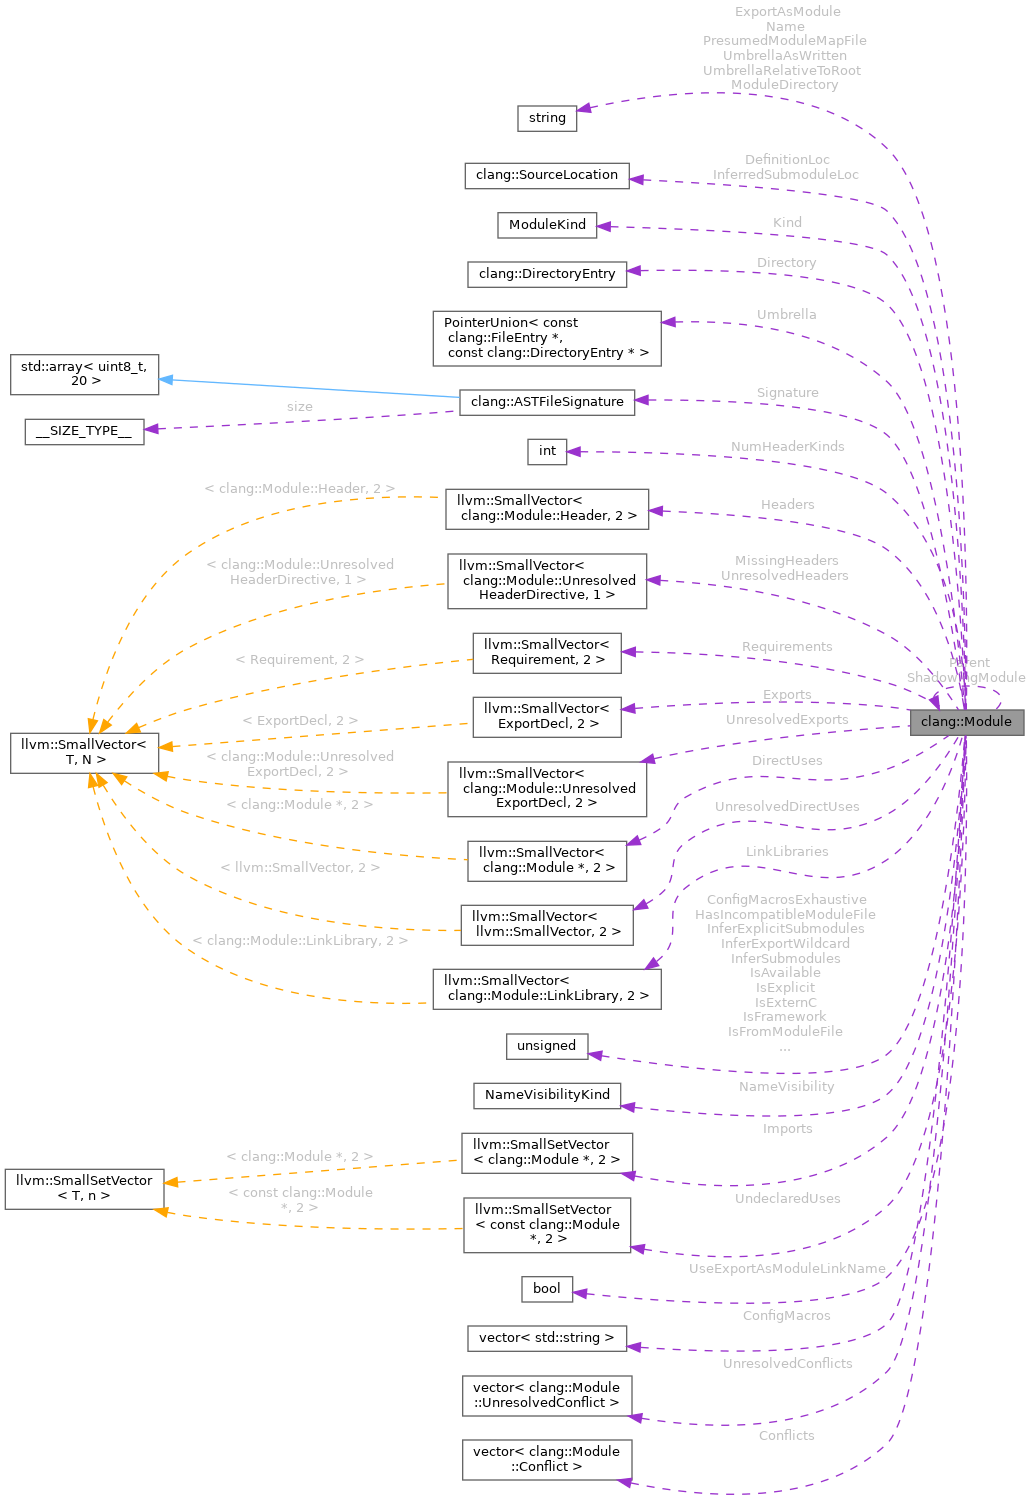 ExportAsModule
Name
PresumedModuleMapFile
UmbrellaAsWritten
UmbrellaRelativeToRoot
ModuleDirectory
string
DefinitionLoc
InferredSubmoduleLoc
clang::SourceLocation
Kind
ModuleKind
Directory
clang::DirectoryEntry
Umbrella
PointerUnion< const
clang::FileEntry *,
const clang::DirectoryEntry * >
std::array< uint8_t,
20 >
Signature
clang::ASTFileSignature
size
__SIZE_TYPE__
NumHeaderKinds
int
< clang::Module::Header, 2 >
llvm::SmallVector<
clang::Module::Header, 2 >
Headers
< clang::Module::Unresolved
HeaderDirective, 1 >
llvm::SmallVector<
clang::Module::Unresolved
HeaderDirective, 1 >
MissingHeaders
UnresolvedHeaders
< Requirement, 2 >
llvm::SmallVector<
Requirement, 2 >
Requirements
Parent
ShadowingModule
clang::Module
< ExportDecl, 2 >
llvm::SmallVector<
ExportDecl, 2 >
Exports
llvm::SmallVector<
T, N >
UnresolvedExports
< clang::Module::Unresolved
ExportDecl, 2 >
llvm::SmallVector<
clang::Module::Unresolved
ExportDecl, 2 >
DirectUses
< clang::Module *, 2 >
llvm::SmallVector<
clang::Module *, 2 >
UnresolvedDirectUses
< llvm::SmallVector, 2 >
llvm::SmallVector<
llvm::SmallVector, 2 >
LinkLibraries
< clang::Module::LinkLibrary, 2 >
llvm::SmallVector<
clang::Module::LinkLibrary, 2 >
ConfigMacrosExhaustive
HasIncompatibleModuleFile
InferExplicitSubmodules
InferExportWildcard
InferSubmodules
IsAvailable
IsExplicit
IsExternC
IsFramework
IsFromModuleFile
...
unsigned
NameVisibility
NameVisibilityKind
Imports
< clang::Module *, 2 >
llvm::SmallSetVector
< clang::Module *, 2 >
llvm::SmallSetVector
< T, n >
< const clang::Module
*, 2 >
llvm::SmallSetVector
< const clang::Module
*, 2 >
UndeclaredUses
UseExportAsModuleLinkName
bool
ConfigMacros
vector< std::string >
UnresolvedConflicts
vector< clang::Module
::UnresolvedConflict >
Conflicts
vector< clang::Module
::Conflict >